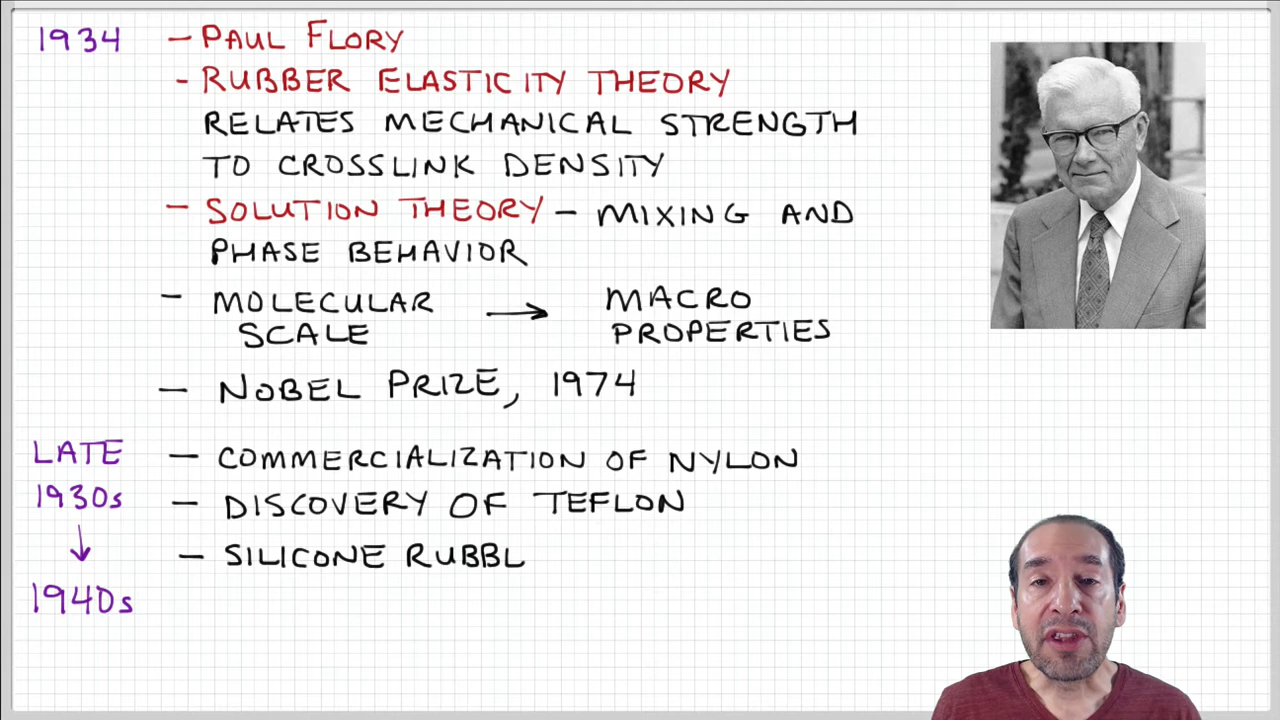 1934 - PAUL FLORY
- RUBBER ELASTICITY THEORY
RELATES MECHANICAL STRENGTH
TO CROSSLINK DENSITY
- SOLUTION THEORY - MIXING AND
PHASE BEHAVIOR
- MOLECULAR SCALE → MACRO PROPERTIES
- NOBEL PRIZE, 1974
LATE 1930s ↓ 1940s
- COMMERCIALIZATION OF NYLON
- DISCOVERY OF TEFLON
- SILICONE RUBBL